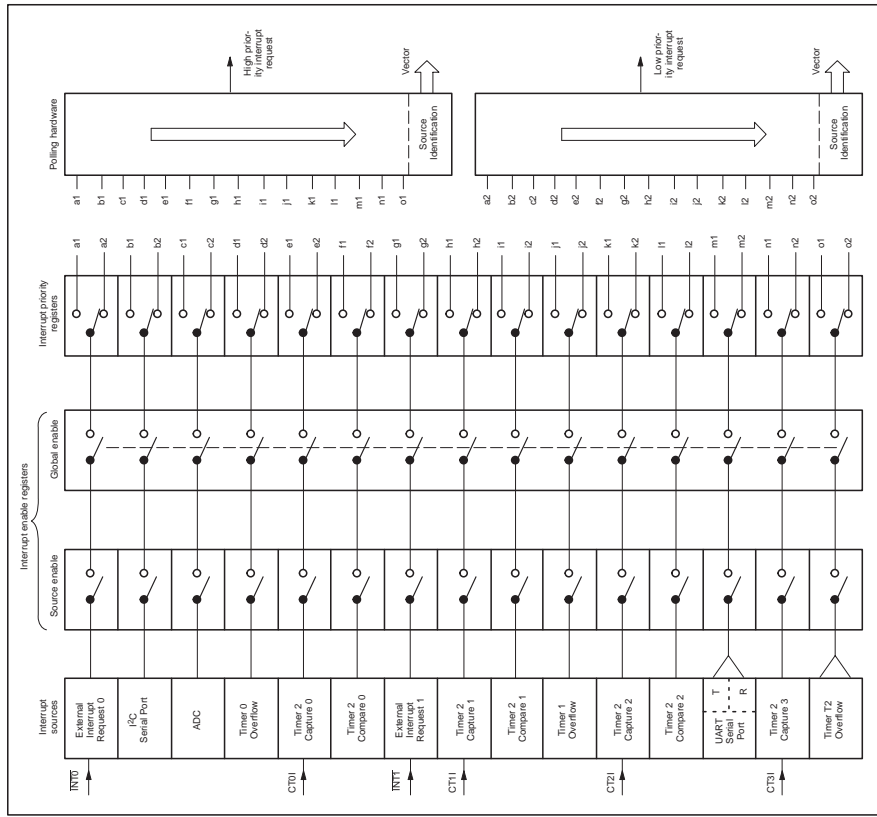 Interrupt sources
Interrupt enable registers
Source enable
Global enable
Interrupt priority
registers
Polling hardware
INT0
External
Interrupt
Request 0
I2C
Serial Port
ADC
Timer 0
Overflow
CT0I
Timer 2
Capture 0
Timer 2
Compare 0
INT1
External
Interrupt
Request 1
CT1I
Timer 2
Capture 1
Timer 2
Compare 1
Timer 1
Overflow
CT2I
Timer 2
Capture 2
Timer 2
Compare 2
UART
Serial
Port
T
R
CT3I
Timer 2
Capture 3
Timer T2
Overflow
a1
a2
b1
b2
c1
c2
d1
d2
e1
e2
f1
f2
g1
g2
h1
h2
i1
i2
j1
j2
k1
k2
l1
l2
m1
m2
n1
n2
o1
o2
a1
b1
c1
d1
e1
f1
g1
h1
i1
j1
k1
l1
m1
n1
o1
Source
Identification
High prior-
ity interrupt
request
Vector
a2
b2
c2
d2
e2
f2
g2
h2
i2
j2
k2
l2
m2
n2
o2
Source
Identification
Low prior-
ity interrupt
request
Vector